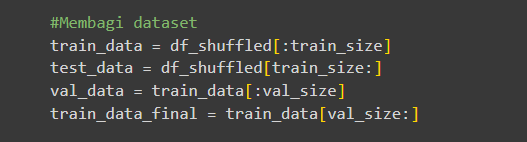 #Membagi dataset
train_data = df_shuffled[:train_size]
test_data = df_shuffled[train_size:]
val_data = train_data[:val_size]
train_data_final = train_data[val_size:]